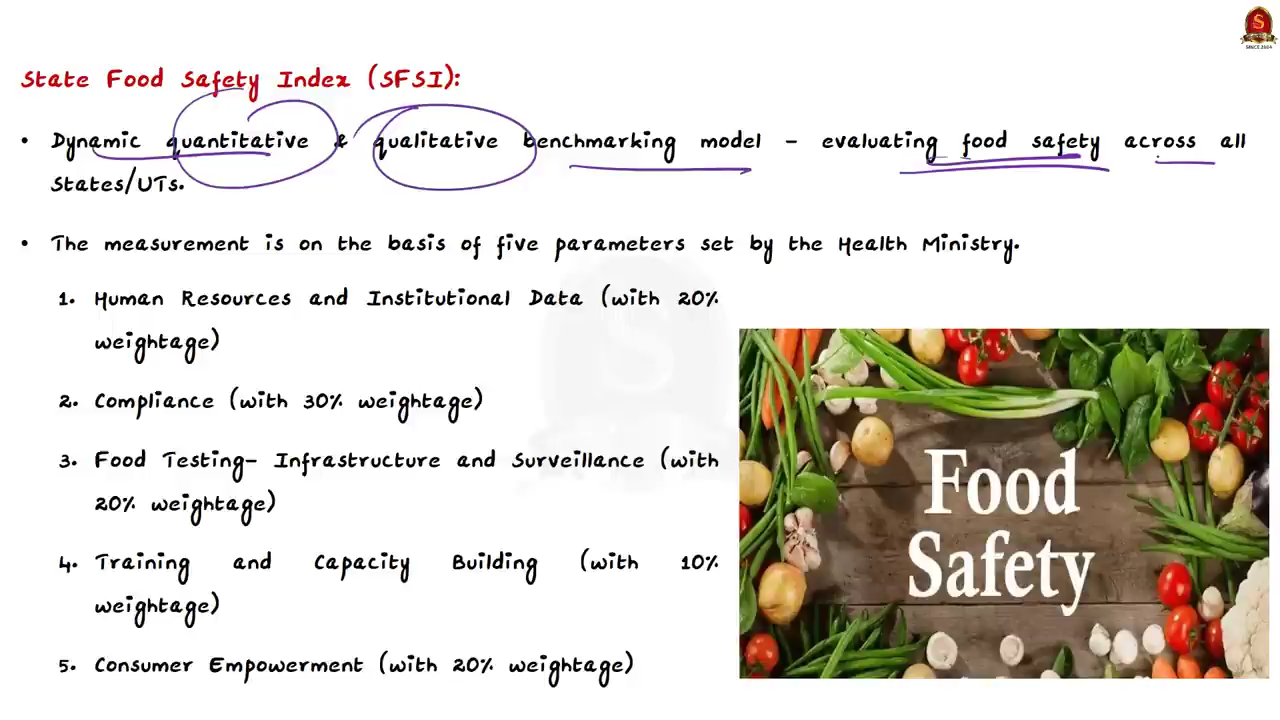 S
SINCE 2004
State Food Safety Index (SFSI):
• Dynamic quantitative & qualitative benchmarking model - evaluating food safety across all
States/UTs.
• The measurement is on the basis of five parameters set by the Health Ministry.
1. Human Resources and Institutional Data (with 20%
weightage)
2. Compliance (with 30% weightage)
3. Food Testing- Infrastructure and Surveillance (with
20% weightage)
4. Training and Capacity Building (with 10%
weightage)
5. Consumer Empowerment (with 20% weightage)
Food
Safety